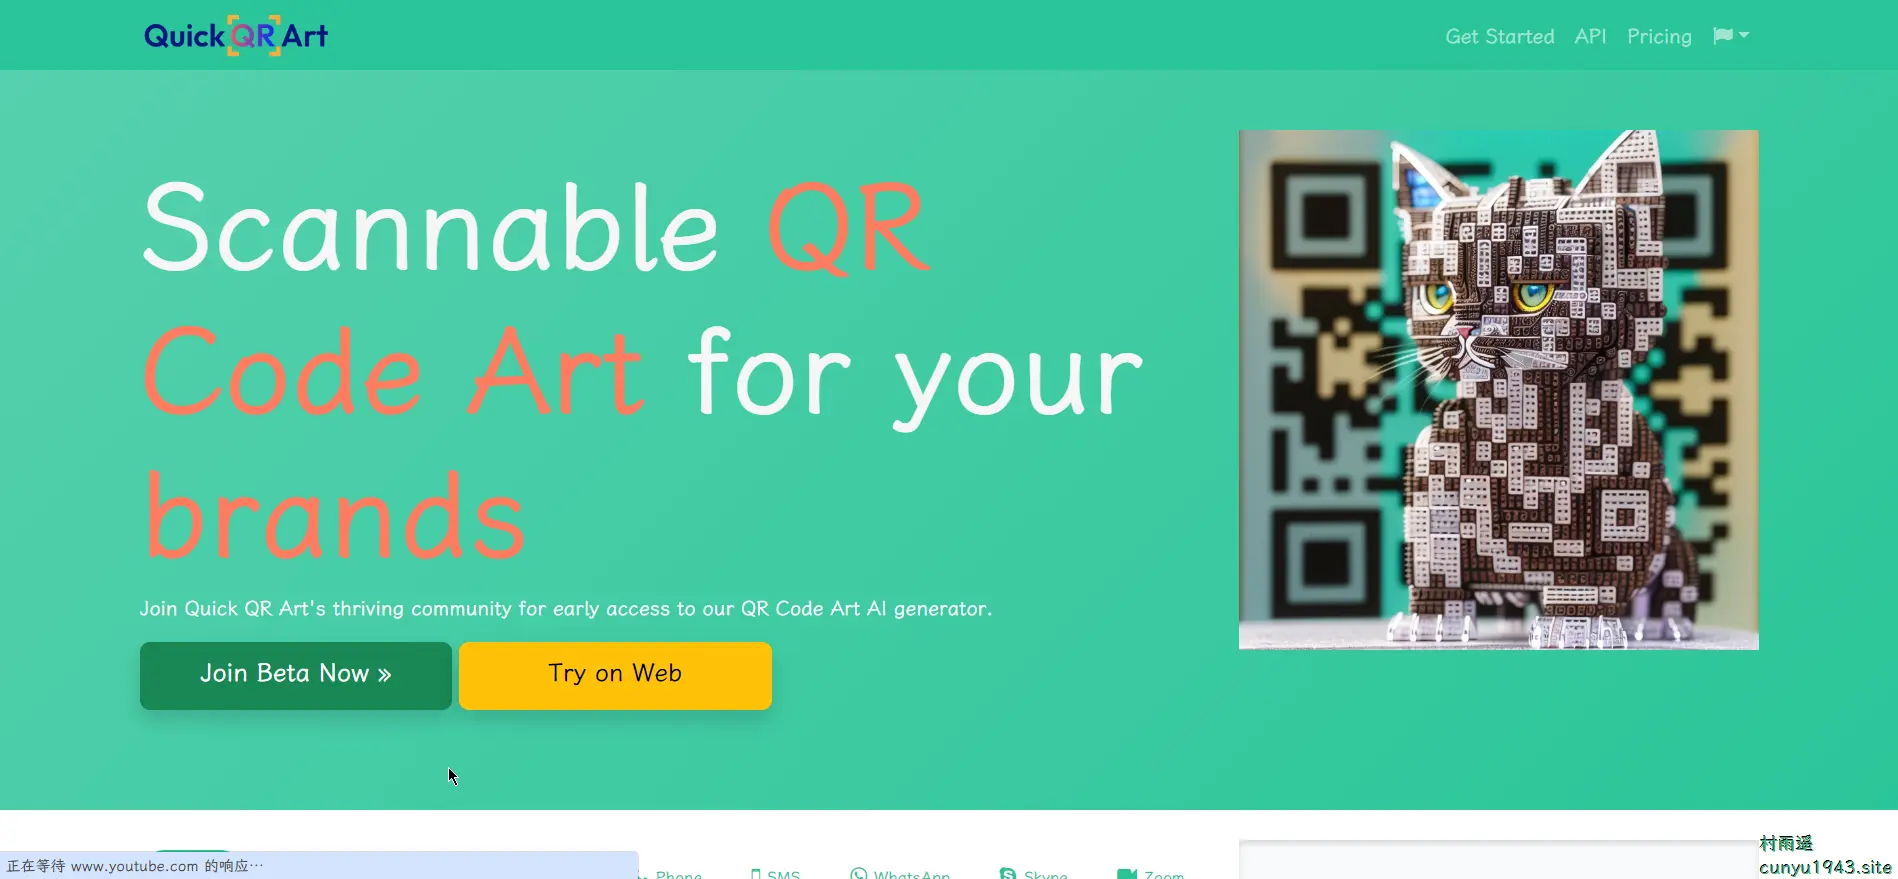 Quick QR Art
Get Started API Pricing
Scannable QR
Code Art for your
brands
Join Quick QR Art's thriving community for early access to our QR Code Art AI generator.
Join Beta Now »
Try on Web
Phone SMS WhatsApp Skype Zoom
正在等待 www.youtube.com 的响应…
村雨遥
cunyu1943.site